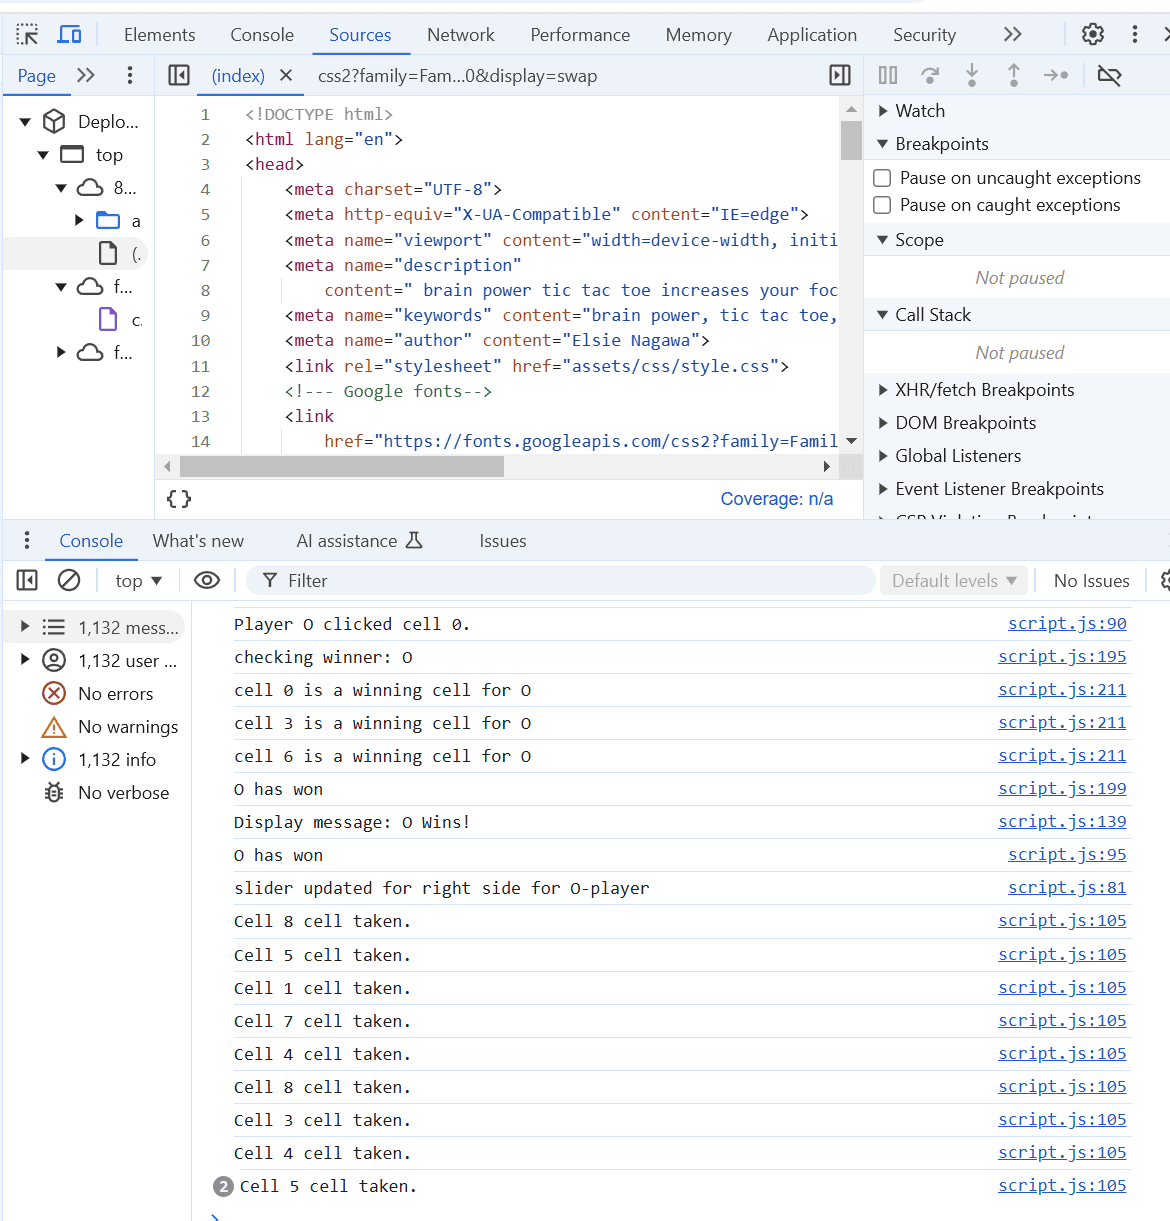 Elements Console Sources Network Performance Memory Application Security
Page (index) css2?family=Fam...0&display=swap
Deplo...
top
8...
a
(.
f...
c.
f...
1 <!DOCTYPE html>
2 <html lang="en">
3 <head>
4 <meta charset="UTF-8">
5 <meta http-equiv="X-UA-Compatible" content="IE=edge">
6 <meta name="viewport" content="width=device-width, initi
7 <meta name="description"
8 content=" brain power tic tac toe increases your foc
9 <meta name="keywords" content="brain power, tic tac toe,
10 <meta name="author" content="Elsie Nagawa">
11 <link rel="stylesheet" href="assets/css/style.css">
12 <!--- Google fonts-->
13 <link
14 href="https://fonts.googleapis.com/css2?family=Famil
{} Coverage: n/a
Watch
Breakpoints
Pause on uncaught exceptions
Pause on caught exceptions
Scope
Not paused
Call Stack
Not paused
XHR/fetch Breakpoints
DOM Breakpoints
Global Listeners
Event Listener Breakpoints
CSP Violation Breakpoints
Console What's new AI assistance Issues
top Filter Default levels No Issues
1,132 mess...
1,132 user ...
No errors
No warnings
1,132 info
No verbose
Player O clicked cell 0. script.js:90
checking winner: O script.js:195
cell 0 is a winning cell for O script.js:211
cell 3 is a winning cell for O script.js:211
cell 6 is a winning cell for O script.js:211
O has won script.js:199
Display message: O Wins! script.js:139
O has won script.js:95
slider updated for right side for O-player script.js:81
Cell 8 cell taken. script.js:105
Cell 5 cell taken. script.js:105
Cell 1 cell taken. script.js:105
Cell 7 cell taken. script.js:105
Cell 4 cell taken. script.js:105
Cell 8 cell taken. script.js:105
Cell 3 cell taken. script.js:105
Cell 4 cell taken. script.js:105
2 Cell 5 cell taken. script.js:105